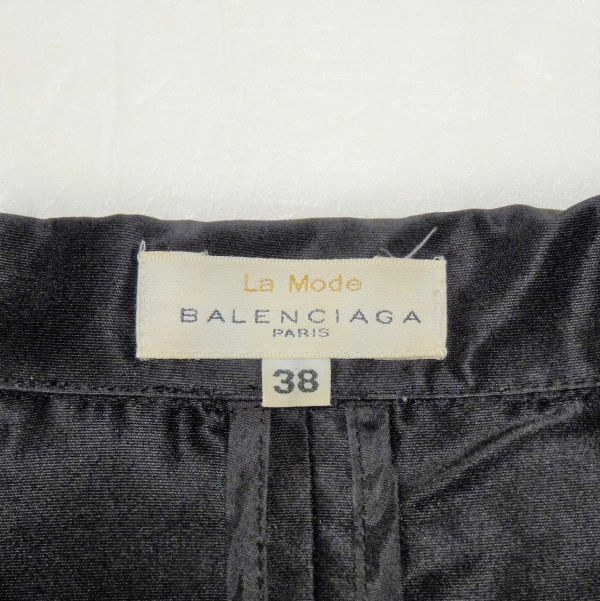 La Mode
BALENCIAGA
PARIS
38